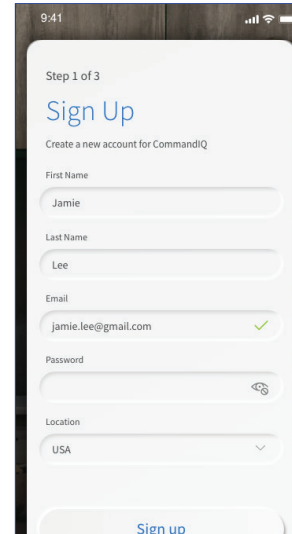 9:41
Step 1 of 3
Sign Up
Create a new account for CommandIQ
First Name
Jamie
Last Name
Lee
Email
jamie.lee@gmail.com
Password
Location
USA
Sign up